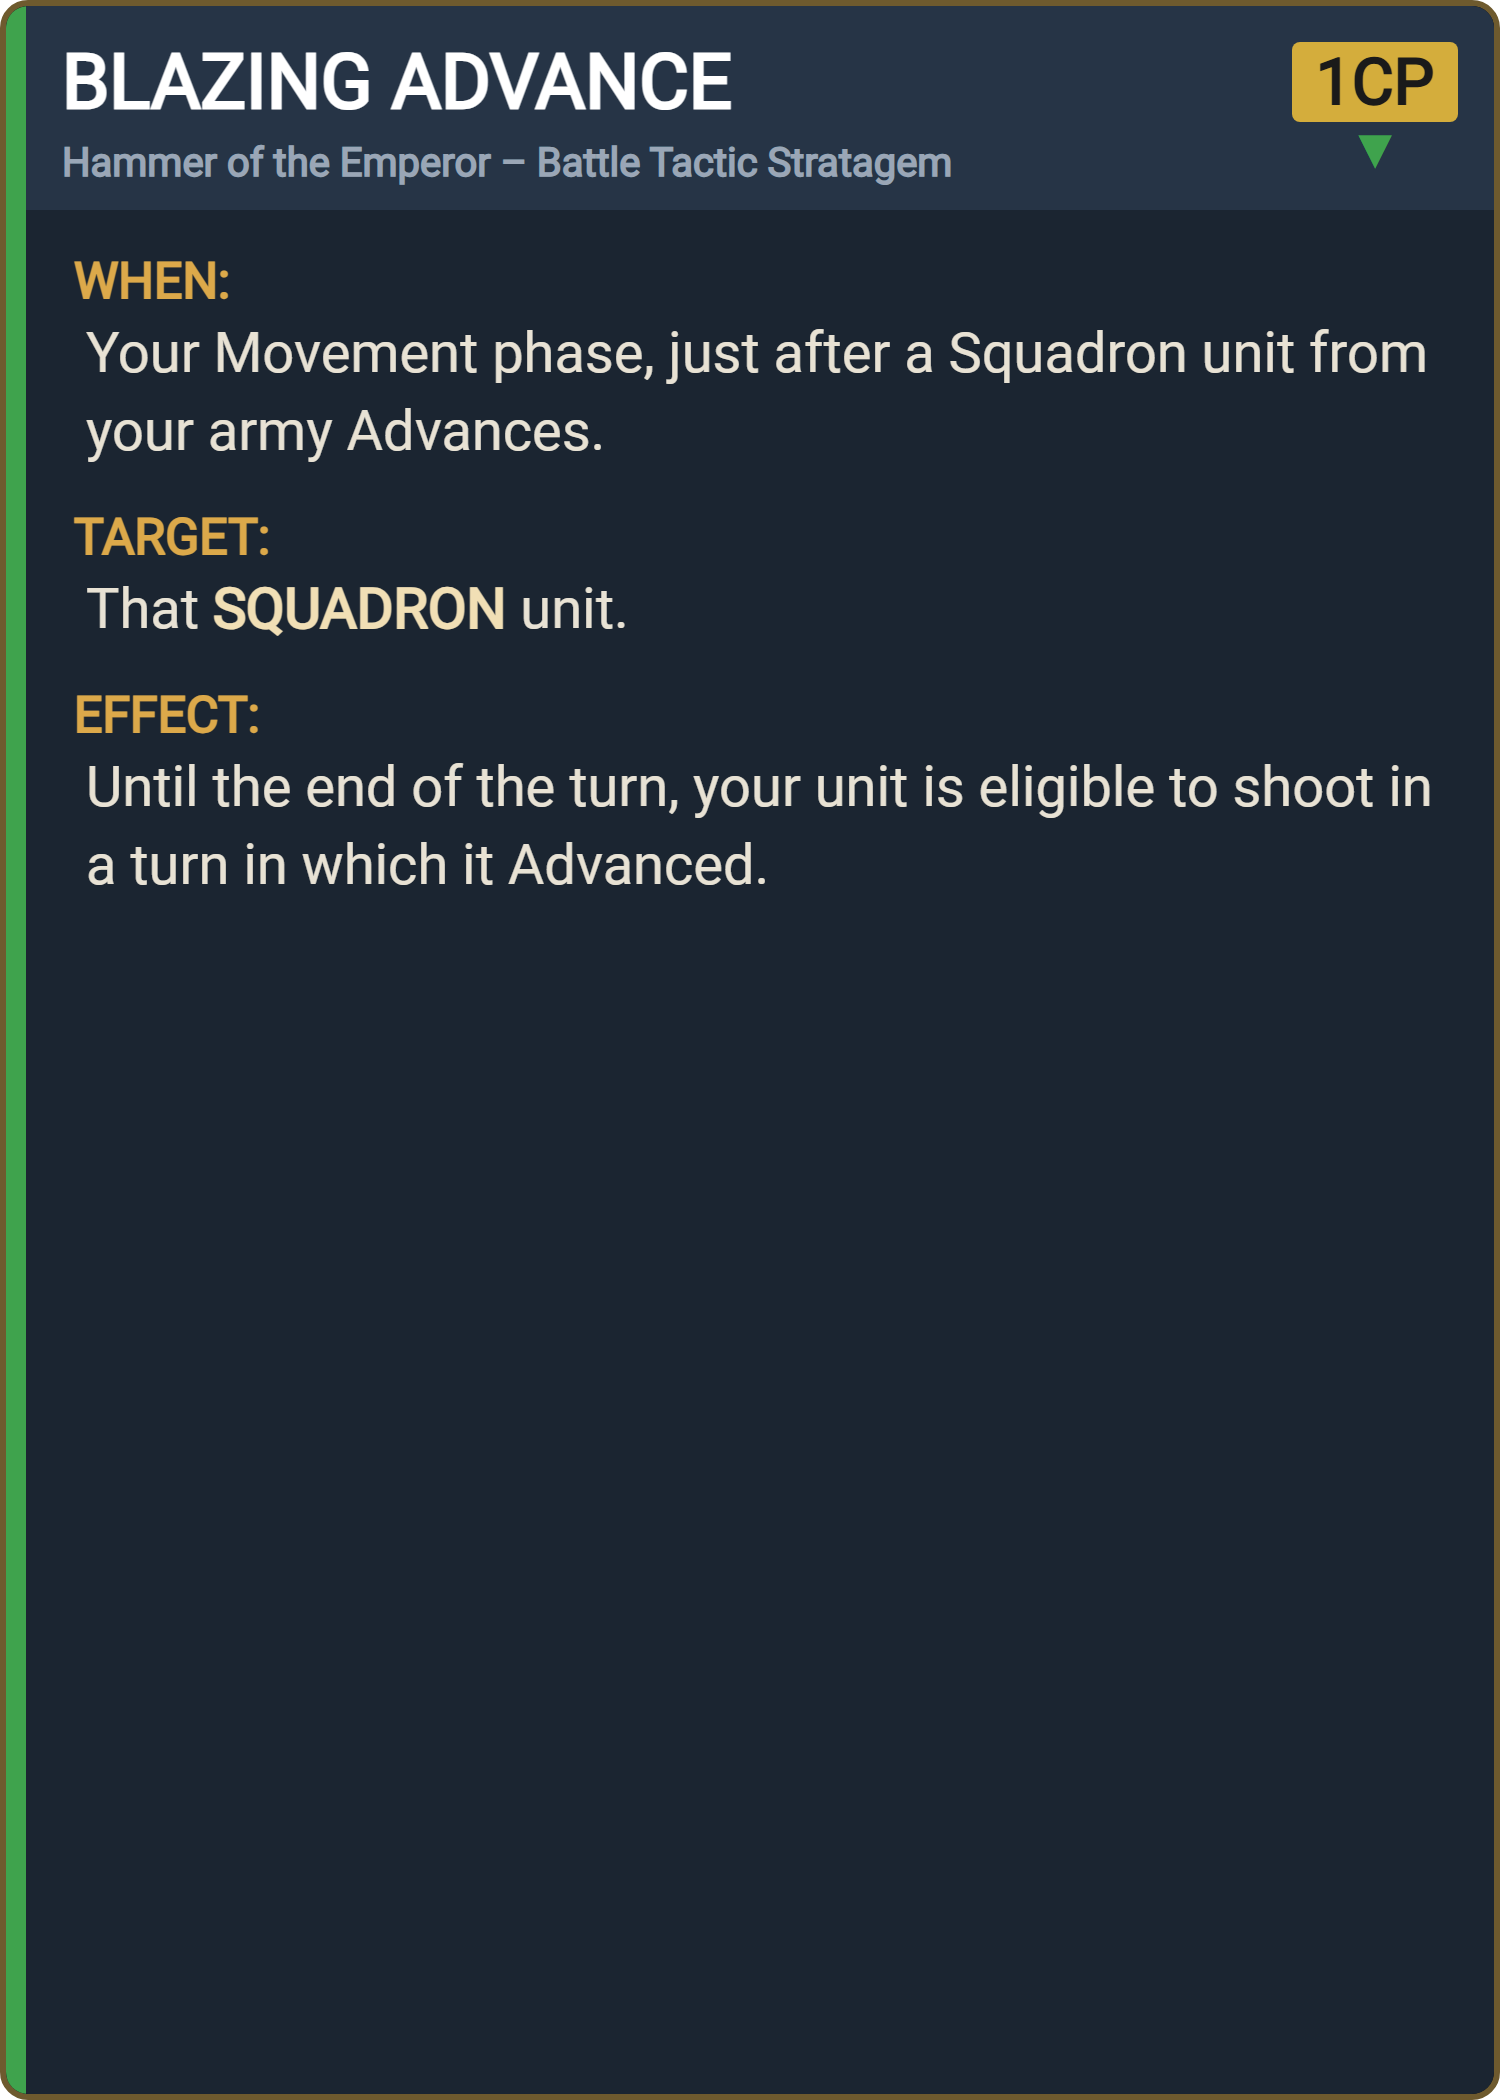 BLAZING ADVANCE
1CP
Hammer of the Emperor – Battle Tactic Stratagem
WHEN:
Your Movement phase, just after a Squadron unit from
your army Advances.
TARGET:
That SQUADRON unit.
EFFECT:
Until the end of the turn, your unit is eligible to shoot in
a turn in which it Advanced.